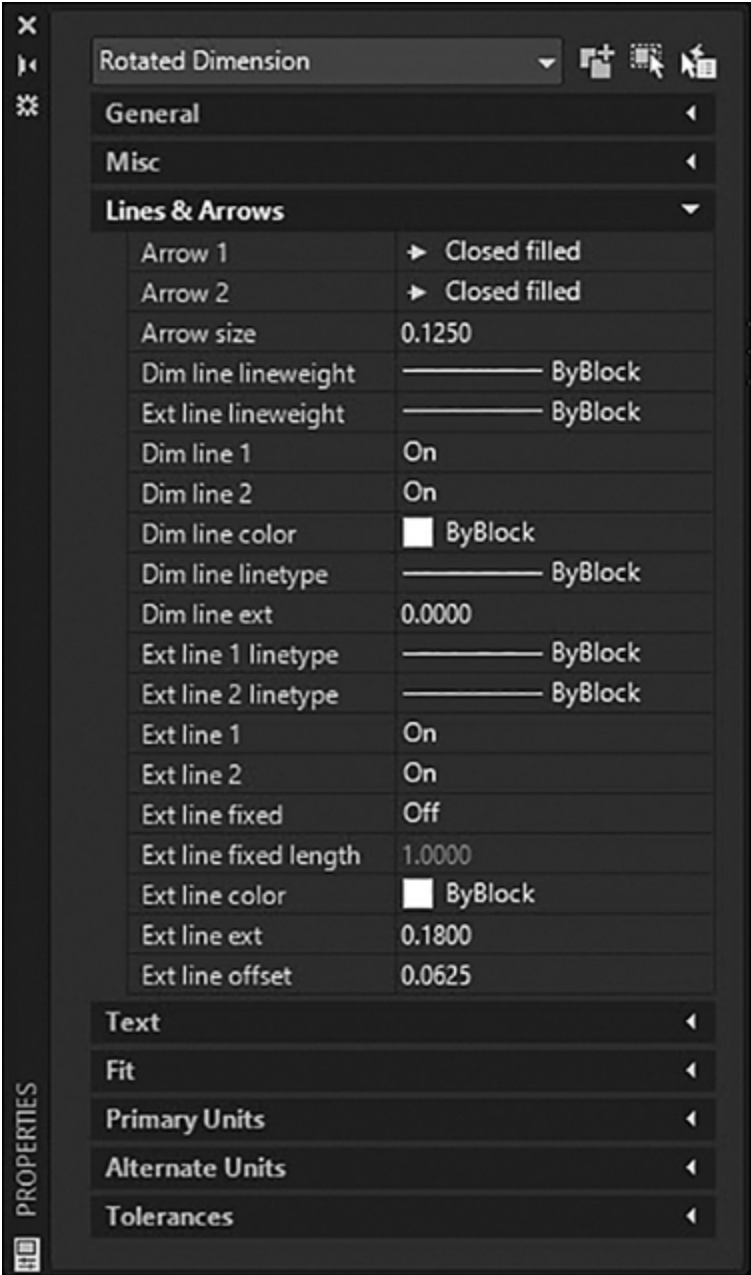 Rotated Dimension
General
Misc
Lines & Arrows
Arrow 1 Closed filled
Arrow 2 Closed filled
Arrow size 0.1250
Dim line lineweight ByBlock
Ext line lineweight ByBlock
Dim line 1 On
Dim line 2 On
Dim line color ByBlock
Dim line linetype ByBlock
Dim line ext 0.0000
Ext line 1 linetype ByBlock
Ext line 2 linetype ByBlock
Ext line 1 On
Ext line 2 On
Ext line fixed Off
Ext line fixed length 1.0000
Ext line color ByBlock
Ext line ext 0.1800
Ext line offset 0.0625
Text
Fit
Primary Units
Alternate Units
Tolerances
PROPERTIES